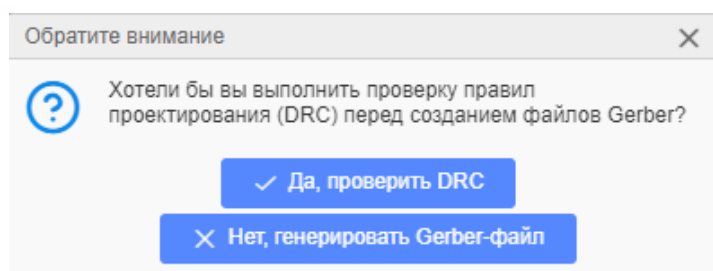 Обратите внимание
Хотели бы вы выполнить проверку правил
проектирования (DRC) перед созданием файлов Gerber?
Да, проверить DRC
Нет, генерировать Gerber-файл